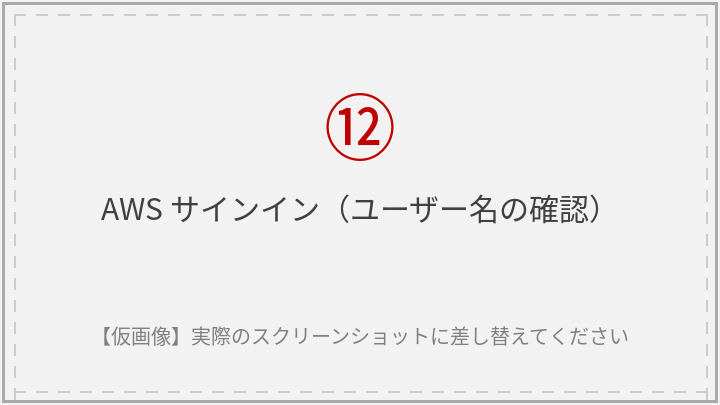 ⑫
AWS サインイン（ユーザー名の確認）
【仮画像】実際のスクリーンショットに差し替えてください